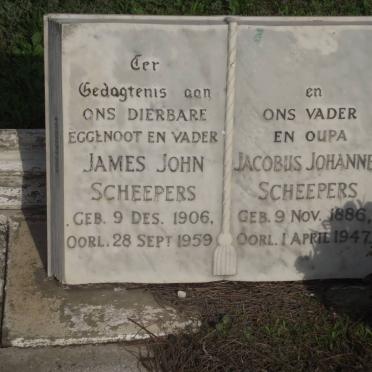 Ter
Gedagtenis aan
ONS DIERBARE
EGGENOOT EN VADER
JAMES JOHN
SCHEEPERS
GEB. 9 DES. 1906,
OORL. 28 SEPT 1959
en
ONS VADER
EN OUPA
JACOBUS JOHANNE
SCHEEPERS
GEB. 9 NOV. 1886,
OORL. 1 APRIL 1947,